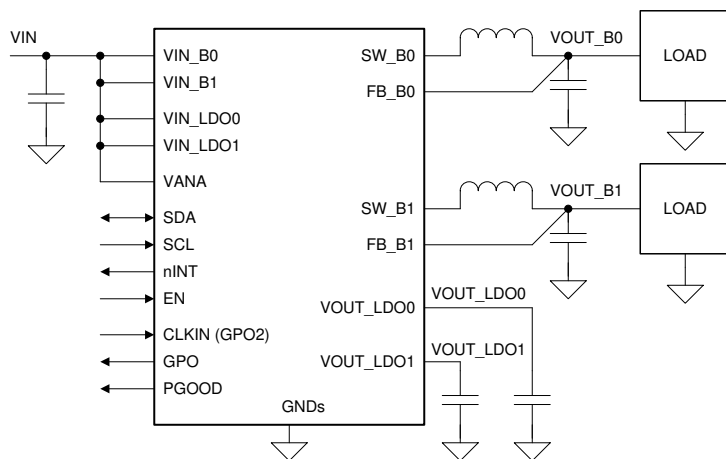 VIN
VIN_B0
VIN_B1
VIN_LDO0
VIN_LDO1
VANA
SDA
SCL
nINT
EN
CLKIN (GPO2)
GPO
PGOOD
GNDs
SW_B0
FB_B0
SW_B1
FB_B1
VOUT_LDO0
VOUT_LDO1
VOUT_B0
LOAD
VOUT_B1
LOAD
VOUT_LDO0
VOUT_LDO1